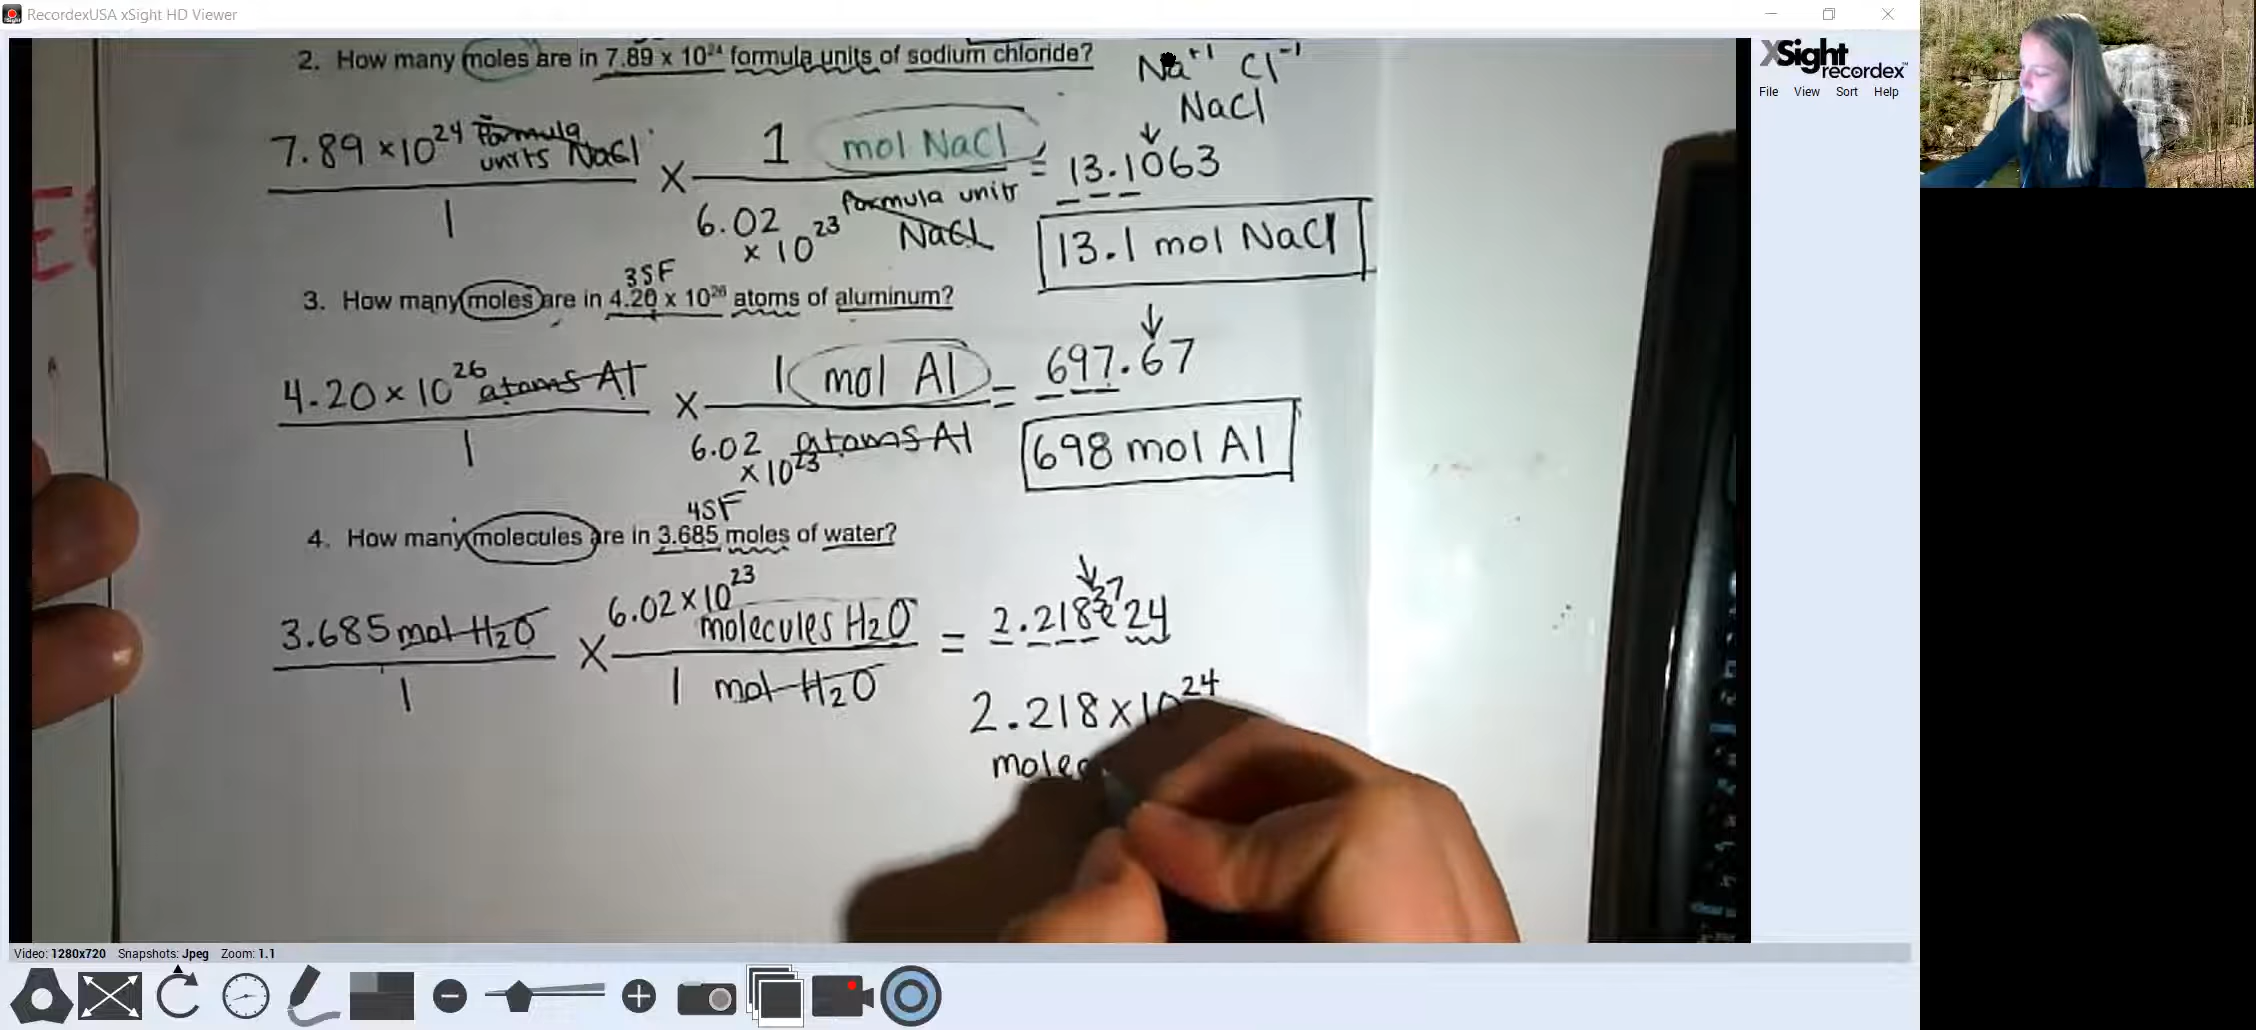 RecordexUSA xSight HD Viewer
XSight
recordex
File View Sort Help
2. How many moles are in 7.89 x 10²⁴ formula units of sodium chloride?
Na⁺¹ Cl⁻¹
NaCl
7.89 × 10²⁴ formula units NaCl
1
×
1 mol NaCl
6.02 × 10²³ formula units NaCl
= 13.1063
13.1 mol NaCl
3SF
3. How many moles are in 4.20 x 10²⁶ atoms of aluminum?
4.20 × 10²⁶ atoms Al
1
×
1 mol Al
6.02 × 10²³ atoms Al
= 697.67
698 mol Al
4SF
4. How many molecules are in 3.685 moles of water?
3.685 mol H₂O
1
×
6.02 × 10²³
molecules H₂O
1 mol H₂O
= 2.218³⁷e24
2.218 × 10²⁴
molec
Video: 1280x720 Snapshots: Jpeg Zoom: 1.1